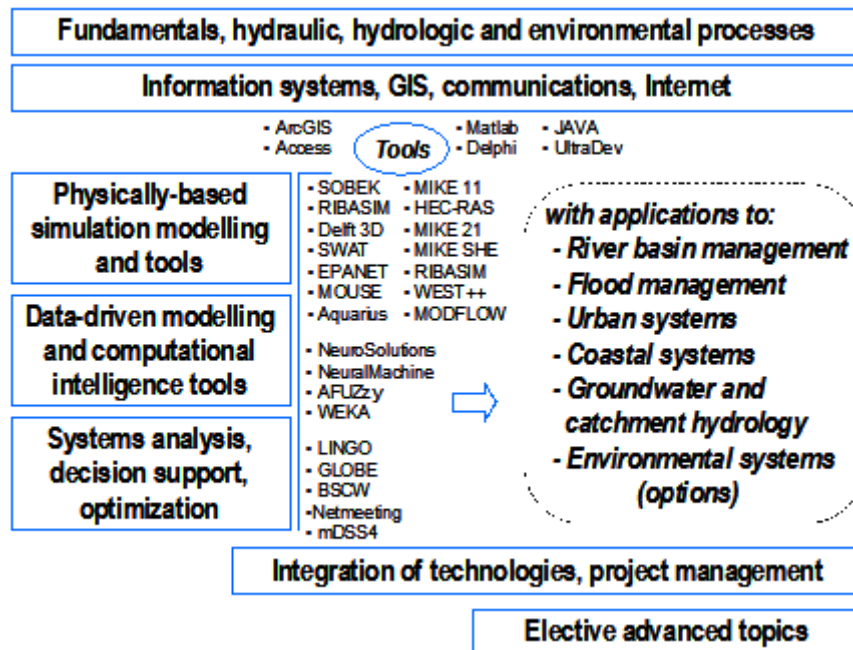 Fundamentals, hydraulic, hydrologic and environmental processes
Information systems, GIS, communications, Internet
- ArcGIS
- Access
Tools
- Matlab
- Delphi
- JAVA
- UltraDev
Physically-based
simulation modelling
and tools
Data-driven modelling
and computational
intelligence tools
Systems analysis,
decision support,
optimization
- SOBEK
- RIBASIM
- Delft 3D
- SWAT
- EPANET
- MOUSE
- Aquarius
- MIKE 11
- HEC-RAS
- MIKE 21
- MIKE SHE
- RIBASIM
- WEST++
- MODFLOW
- NeuroSolutions
- NeuralMachine
- AFUZzy
- WEKA
- LINGO
- GLOBE
- BSCW
-Netmeeting
- mDSS4
with applications to:
- River basin management
- Flood management
- Urban systems
- Coastal systems
- Groundwater and
catchment hydrology
- Environmental systems
(options)
Integration of technologies, project management
Elective advanced topics